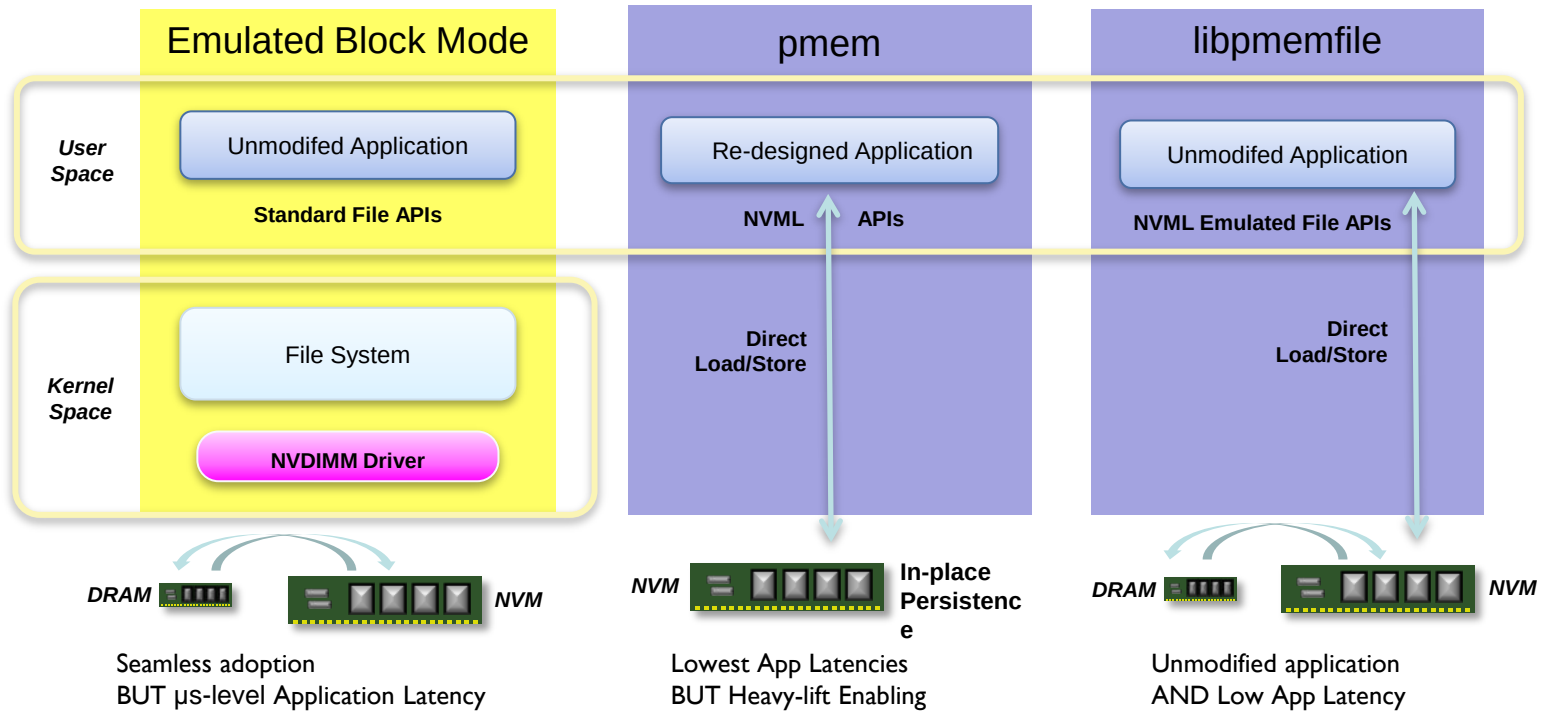 Emulated Block Mode
pmem
libpmemfile
User
Space
Unmodifed Application
Re-designed Application
Unmodifed Application
Standard File APIs
NVML APIs
NVML Emulated File APIs
Kernel
Space
File System
NVDIMM Driver
Direct
Load/Store
Direct
Load/Store
DRAM
NVM
NVM
In-place
Persistenc
e
DRAM
NVM
Seamless adoption
BUT µs-level Application Latency
Lowest App Latencies
BUT Heavy-lift Enabling
Unmodified application
AND Low App Latency